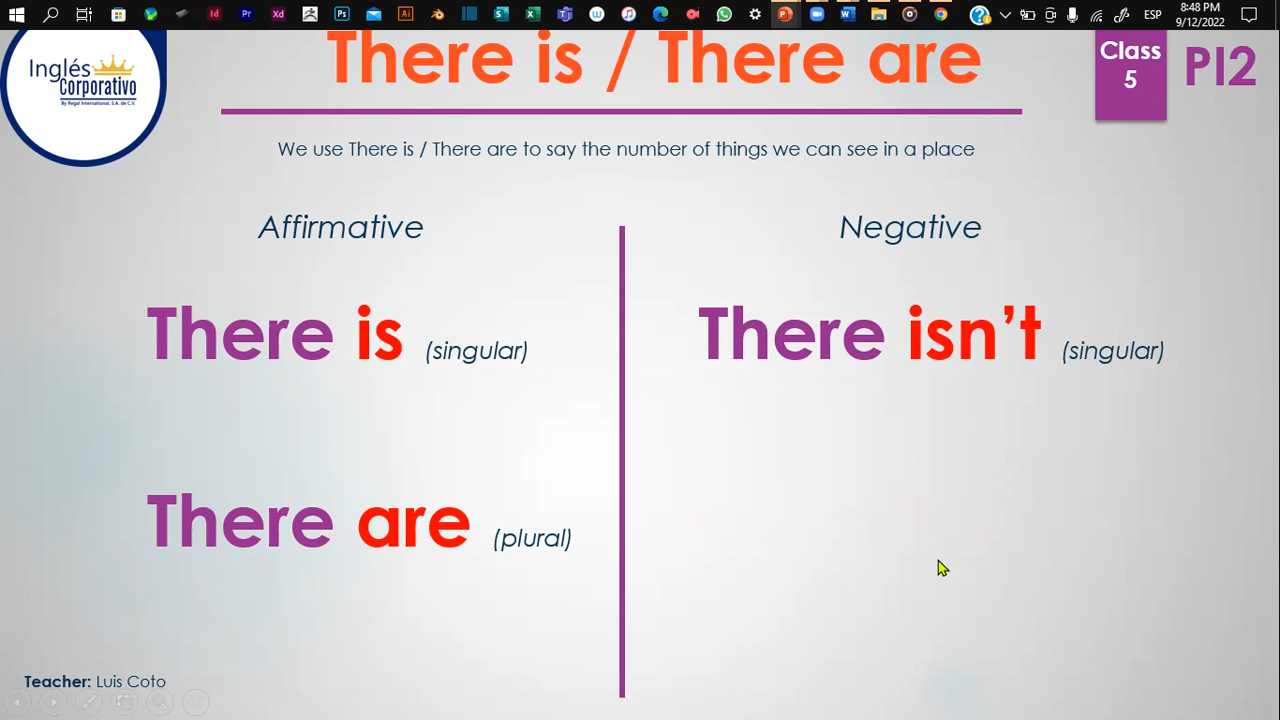 8:48 PM
ESP
9/12/2022
There is / There are
Class
5
PI2
Inglés
Corporativo
By Regal International, S.A. de C.V.
We use There is / There are to say the number of things we can see in a place
Affirmative
Negative
There is (singular)
There isn’t (singular)
There are (plural)
Teacher: Luis Coto